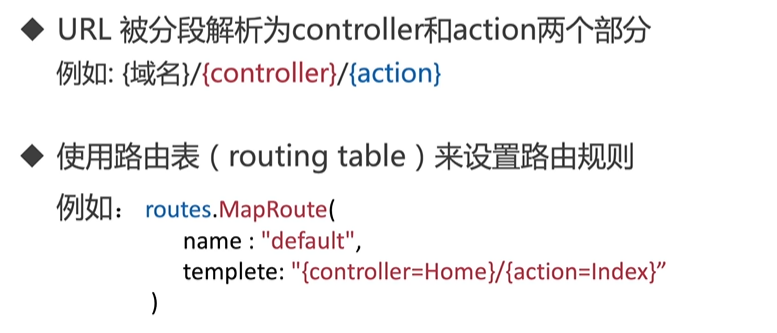 ◆ URL 被分段解析为controller和action两个部分
例如: {域名}/{controller}/{action}
◆ 使用路由表（routing table）来设置路由规则
例如： routes.MapRoute(
name : "default",
templete: "{controller=Home}/{action=Index}”
)